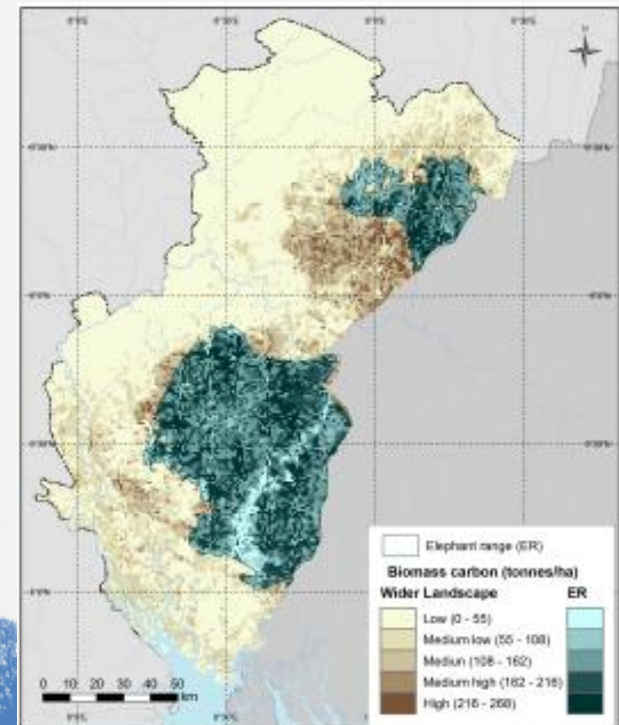 N
Elephant range (ER)
Biomass carbon (tonnes/ha)
Wider Landscape ER
Low (0 - 55)
Medium low (55 - 108)
Medium (108 - 162)
Medium high (162 - 216)
High (216 - 268)
0 10 20 30 40 50
km